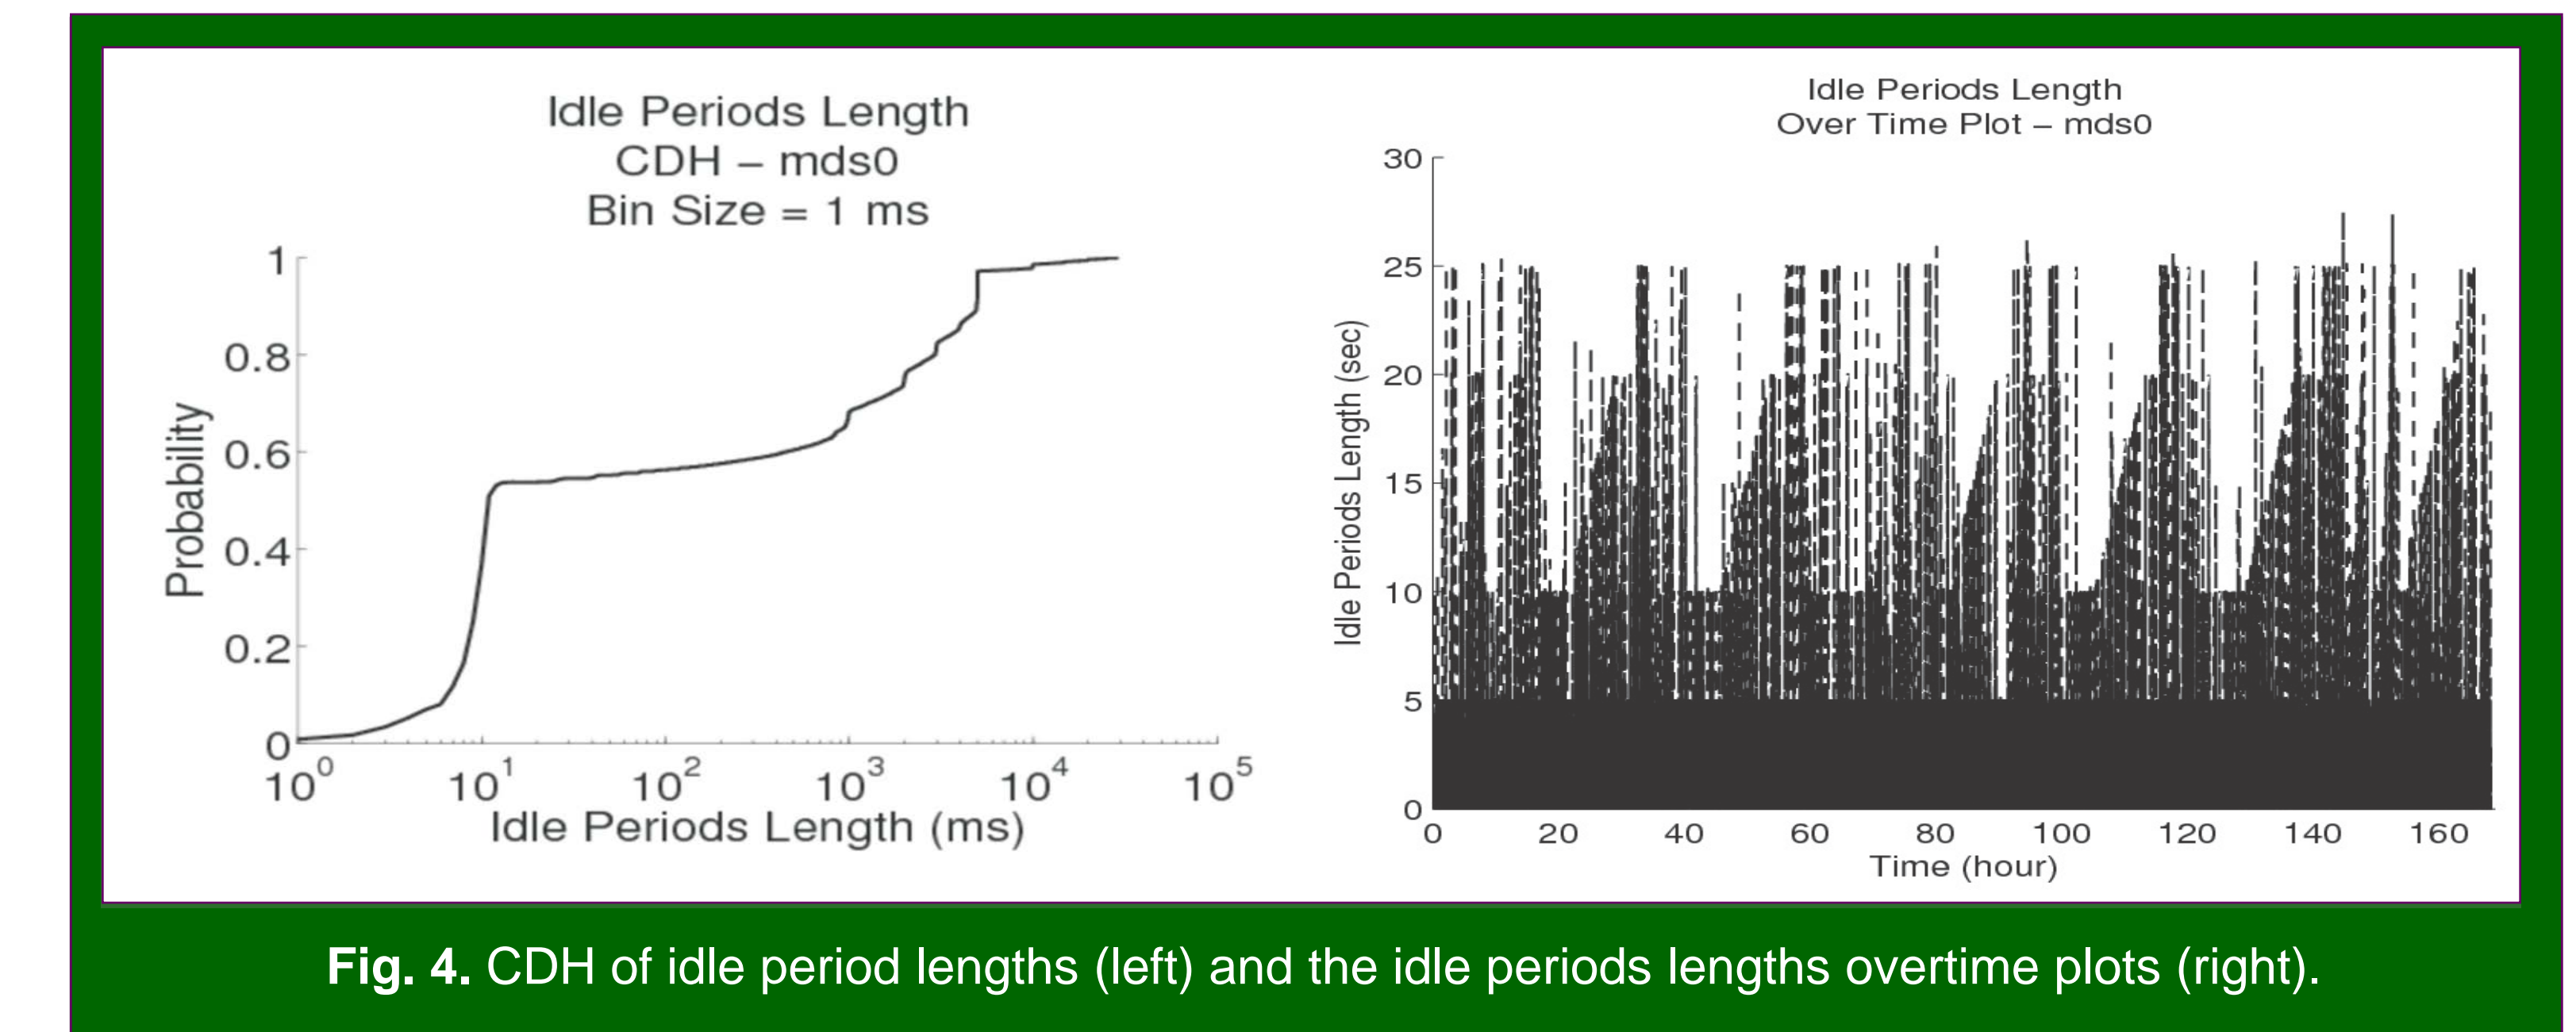 Idle Periods Length
CDH – mds0
Bin Size = 1 ms
1
0.8
0.6
0.4
0.2
0
Probability
10^0 10^1 10^2 10^3 10^4 10^5
Idle Periods Length (ms)
Idle Periods Length
Over Time Plot – mds0
30
25
20
15
10
5
0
Idle Periods Length (sec)
0 20 40 60 80 100 120 140 160
Time (hour)
Fig. 4. CDH of idle period lengths (left) and the idle periods lengths overtime plots (right).